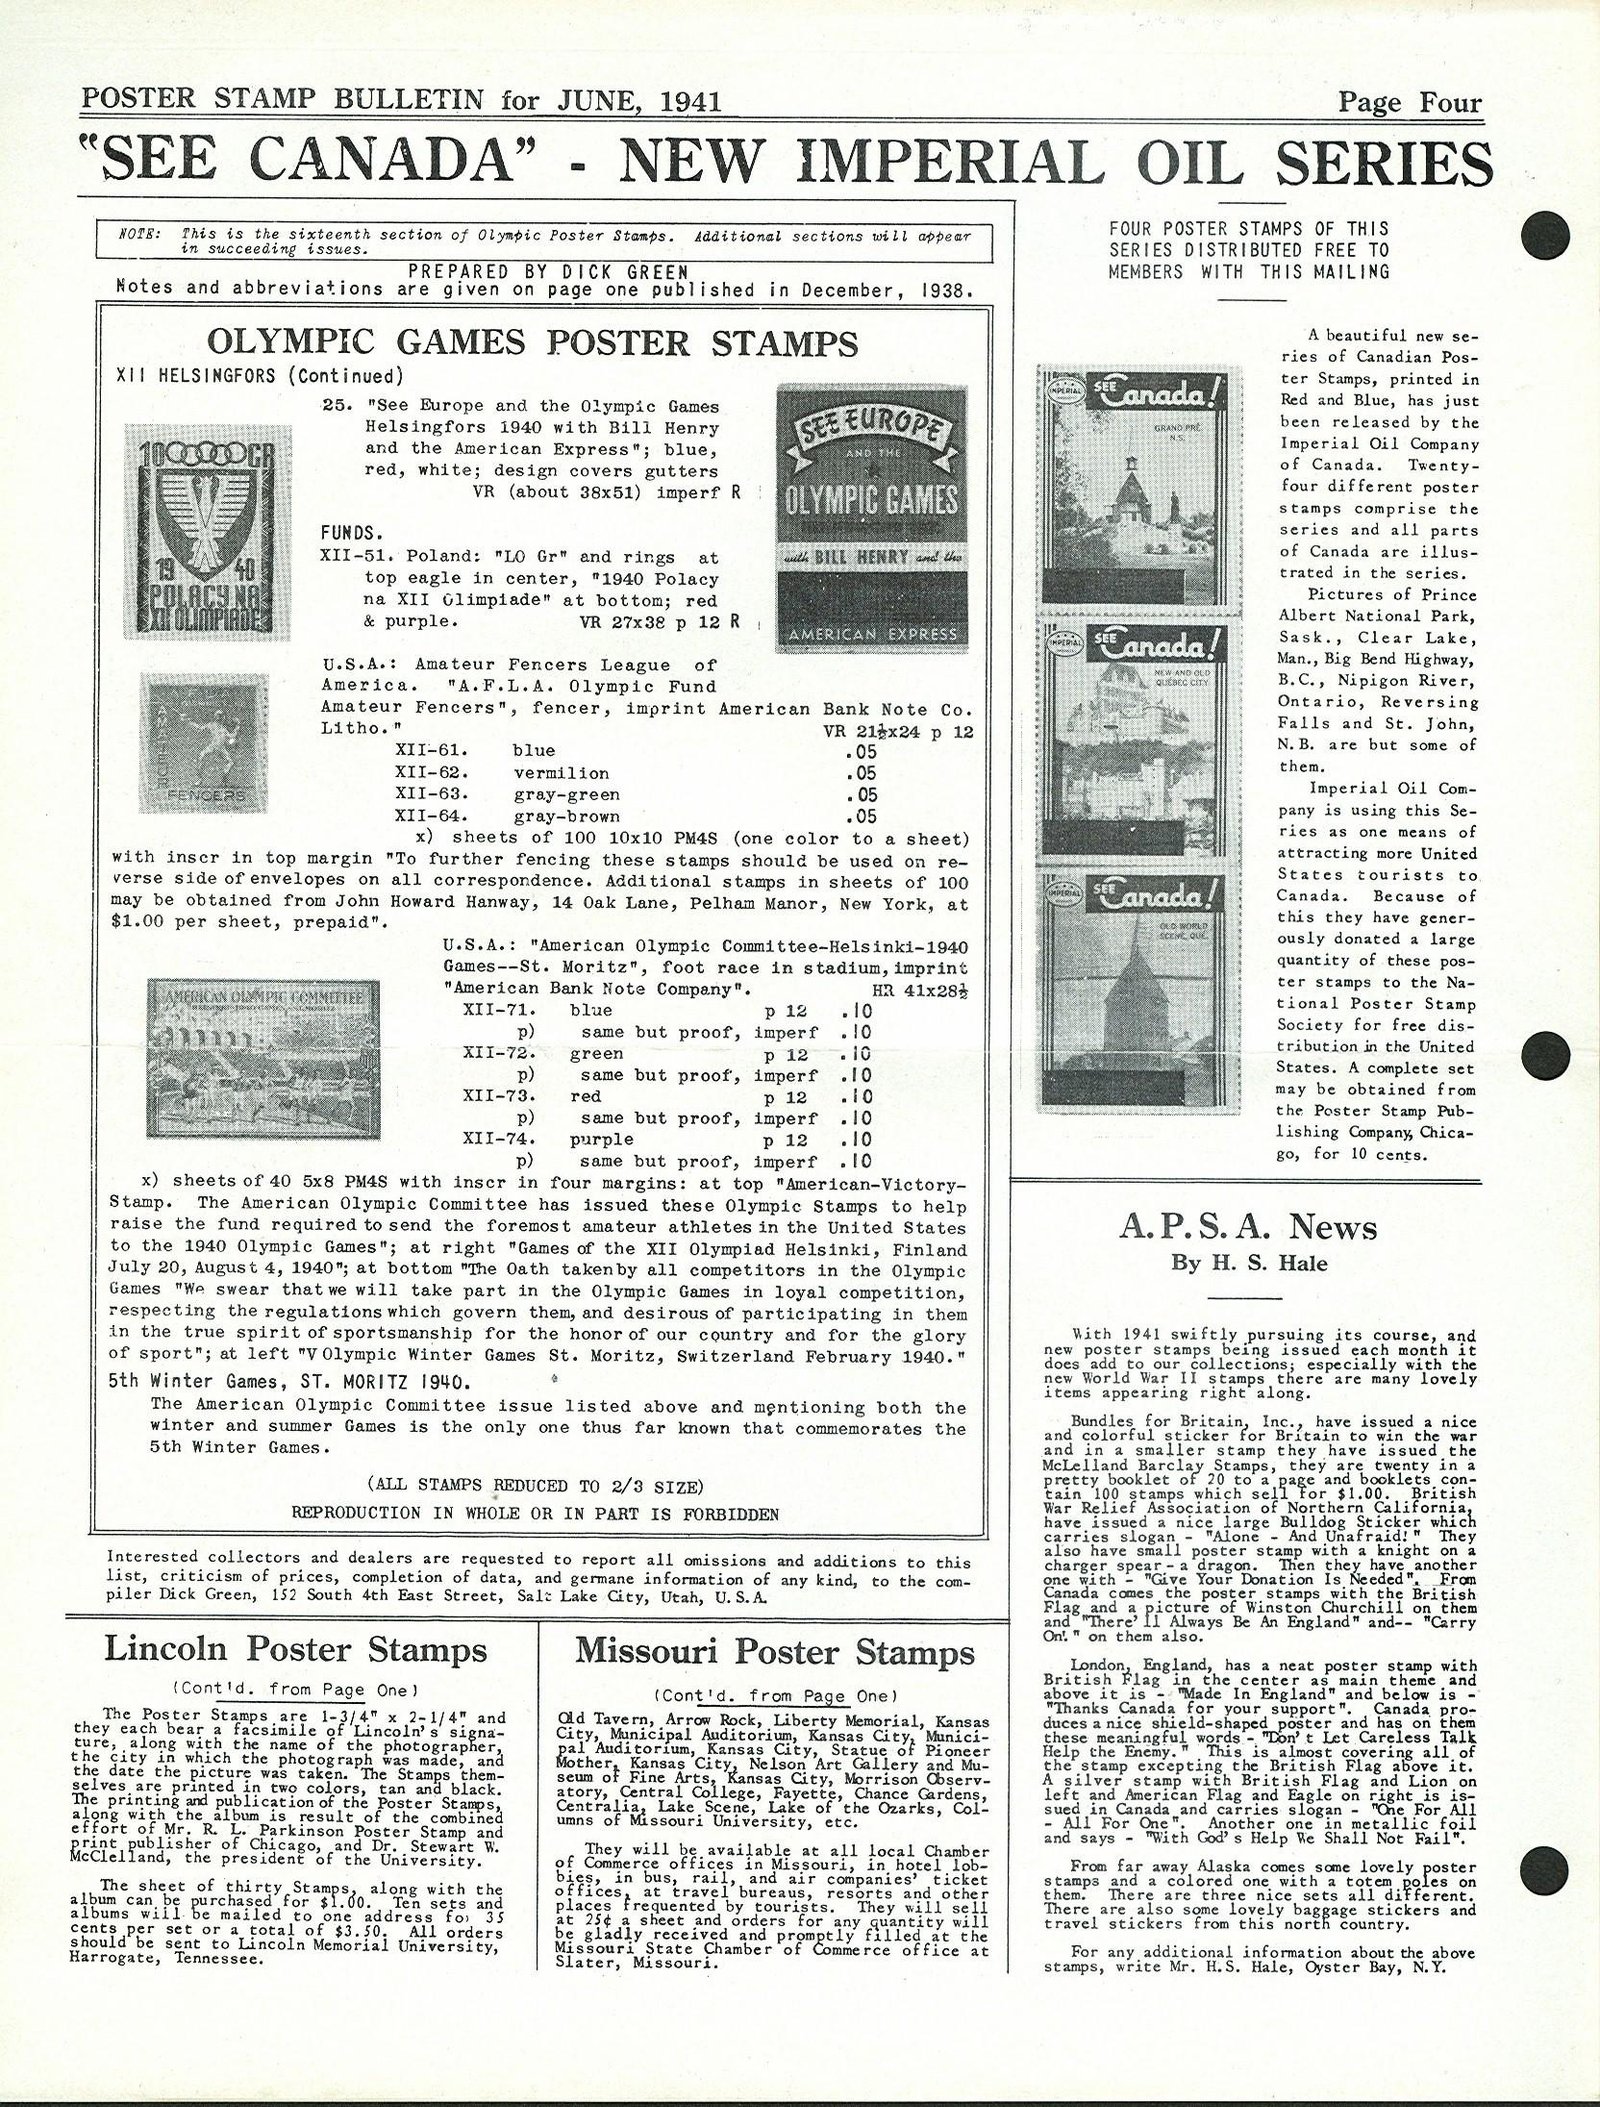 POSTER STAMP BULLETIN for JUNE, 1941
Page Four
"SEE CANADA" - NEW IMPERIAL OIL SERIES
NOTE: This is the sixteenth section of Olympic Poster Stamps. Additional sections will appear
in succeeding issues.
PREPARED BY DICK GREEN
Notes and abbreviations are given on page one published in December, 1938.
OLYMPIC GAMES POSTER STAMPS
XII HELSINGFORS (Continued)
10 GR
1940
POLACY NA
XII OLIMPIADE
25. "See Europe and the Olympic Games
Helsingfors 1940 with Bill Henry
and the American Express"; blue,
red, white; design covers gutters
VR (about 38x51) imperf R
SEE EUROPE
AND THE
OLYMPIC GAMES
with BILL HENRY and the
AMERICAN EXPRESS
FUNDS.
XII-51. Poland: "LO Gr" and rings at
top eagle in center, "1940 Polacy
na XII Olimpiade" at bottom; red
& purple. VR 27x38 p 12 R
FENCERS
U.S.A.: Amateur Fencers League of
America. "A.F.L.A. Olympic Fund
Amateur Fencers", fencer, imprint American Bank Note Co.
Litho." VR 21½x24 p 12
XII-61. blue .05
XII-62. vermilion .05
XII-63. gray-green .05
XII-64. gray-brown .05
x) sheets of 100 10x10 PM4S (one color to a sheet)
with inscr in top margin "To further fencing these stamps should be used on re-
verse side of envelopes on all correspondence. Additional stamps in sheets of 100
may be obtained from John Howard Hanway, 14 Oak Lane, Pelham Manor, New York, at
$1.00 per sheet, prepaid".
AMERICAN OLYMPIC COMMITTEE
U.S.A.: "American Olympic Committee-Helsinki-1940
Games--St. Moritz", foot race in stadium, imprint
"American Bank Note Company". HR 41x28½
XII-71. blue p 12 .10
p) same but proof, imperf .10
XII-72. green p 12 .10
p) same but proof, imperf .10
XII-73. red p 12 .10
p) same but proof, imperf .10
XII-74. purple p 12 .10
p) same but proof, imperf .10
x) sheets of 40 5x8 PM4S with inscr in four margins: at top "American-Victory-
Stamp. The American Olympic Committee has issued these Olympic Stamps to help
raise the fund required to send the foremost amateur athletes in the United States
to the 1940 Olympic Games"; at right "Games of the XII Olympiad Helsinki, Finland
July 20, August 4, 1940"; at bottom "The Oath taken by all competitors in the Olympic
Games "We swear that we will take part in the Olympic Games in loyal competition,
respecting the regulations which govern them, and desirous of participating in them
in the true spirit of sportsmanship for the honor of our country and for the glory
of sport"; at left "V Olympic Winter Games St. Moritz, Switzerland February 1940."
5th Winter Games, ST. MORITZ 1940.
The American Olympic Committee issue listed above and mentioning both the
winter and summer Games is the only one thus far known that commemorates the
5th Winter Games.
(ALL STAMPS REDUCED TO 2/3 SIZE)
REPRODUCTION IN WHOLE OR IN PART IS FORBIDDEN
Interested collectors and dealers are requested to report all omissions and additions to this
list, criticism of prices, completion of data, and germane information of any kind, to the com-
piler Dick Green, 152 South 4th East Street, Salt Lake City, Utah, U.S.A.
Lincoln Poster Stamps
(Cont'd. from Page One)
The Poster Stamps are 1-3/4" x 2-1/4" and
they each bear a facsimile of Lincoln's signa-
ture, along with the name of the photographer,
the city in which the photograph was made, and
the date the picture was taken. The Stamps them-
selves are printed in two colors, tan and black.
The printing and publication of the Poster Stamps,
along with the album is result of the combined
effort of Mr. R. L. Parkinson Poster Stamp and
print publisher of Chicago, and Dr. Stewart W.
McClelland, the president of the University.
The sheet of thirty Stamps, along with the
album can be purchased for $1.00. Ten sets and
albums will be mailed to one address for 35
cents per set or a total of $3.50. All orders
should be sent to Lincoln Memorial University,
Harrogate, Tennessee.
Missouri Poster Stamps
(Cont'd. from Page One)
Old Tavern, Arrow Rock, Liberty Memorial, Kansas
City, Municipal Auditorium, Kansas City, Munici-
pal Auditorium, Kansas City, Statue of Pioneer
Mother, Kansas City, Nelson Art Gallery and Mu-
seum of Fine Arts, Kansas City, Morrison Observ-
atory, Central College, Fayette, Chance Gardens,
Centralia, Lake Scene, Lake of the Ozarks, Col-
umns of Missouri University, etc.
They will be available at all local Chamber
of Commerce offices in Missouri, in hotel lob-
bies, in bus, rail, and air companies' ticket
offices, at travel bureaus, resorts and other
places frequented by tourists. They will sell
at 25¢ a sheet and orders for any quantity will
be gladly received and promptly filled at the
Missouri State Chamber of Commerce office at
Slater, Missouri.
FOUR POSTER STAMPS OF THIS
SERIES DISTRIBUTED FREE TO
MEMBERS WITH THIS MAILING
IMPERIAL
SEE Canada!
GRAND PRÉ
N.S.
IMPERIAL
SEE Canada!
NEW AND OLD
QUEBEC CITY
IMPERIAL
SEE Canada!
OLD WORLD
SCENE, QUE.
A beautiful new se-
ries of Canadian Pos-
ter Stamps, printed in
Red and Blue, has just
been released by the
Imperial Oil Company
of Canada. Twenty-
four different poster
stamps comprise the
series and all parts
of Canada are illus-
trated in the series.
Pictures of Prince
Albert National Park,
Sask., Clear Lake,
Man., Big Bend Highway,
B.C., Nipigon River,
Ontario, Reversing
Falls and St. John,
N.B. are but some of
them.
Imperial Oil Com-
pany is using this Se-
ries as one means of
attracting more United
States tourists to
Canada. Because of
this they have gener-
ously donated a large
quantity of these pos-
ter stamps to the Na-
tional Poster Stamp
Society for free dis-
tribution in the United
States. A complete set
may be obtained from
the Poster Stamp Pub-
lishing Company, Chica-
go, for 10 cents.
A.P.S.A. News
By H. S. Hale
With 1941 swiftly pursuing its course, and
new poster stamps being issued each month it
does add to our collections; especially with the
new World War II stamps there are many lovely
items appearing right along.
Bundles for Britain, Inc., have issued a nice
and colorful sticker for Britain to win the war
and in a smaller stamp they have issued the
McLelland Barclay Stamps, they are twenty in a
pretty booklet of 20 to a page and booklets con-
tain 100 stamps which sell for $1.00. British
War Relief Association of Northern California,
have issued a nice large Bulldog Sticker which
carries slogan - "Alone - And Unafraid!" They
also have small poster stamp with a knight on a
charger spear - a dragon. Then they have another
one with - "Give Your Donation Is Needed". From
Canada comes the poster stamps with the British
Flag and a picture of Winston Churchill on them
and "There'll Always Be An England" and-- "Carry
On!." on them also.
London, England, has a neat poster stamp with
British Flag in the center as main theme and
above it is - "Made In England" and below is -
"Thanks Canada for your support". Canada pro-
duces a nice shield-shaped poster and has on them
these meaningful words - "Don't Let Careless Talk
Help the Enemy." This is almost covering all of
the stamp excepting the British Flag above it.
A silver stamp with British Flag and Lion on
left and American Flag and Eagle on right is is-
sued in Canada and carries slogan - "One For All
- All For One". Another one in metallic foil
and says - "With God's Help We Shall Not Fail".
From far away Alaska comes some lovely poster
stamps and a colored one with a totem poles on
them. There are three nice sets all different.
There are also some lovely baggage stickers and
travel stickers from this north country.
For any additional information about the above
stamps, write Mr. H.S. Hale, Oyster Bay, N.Y.